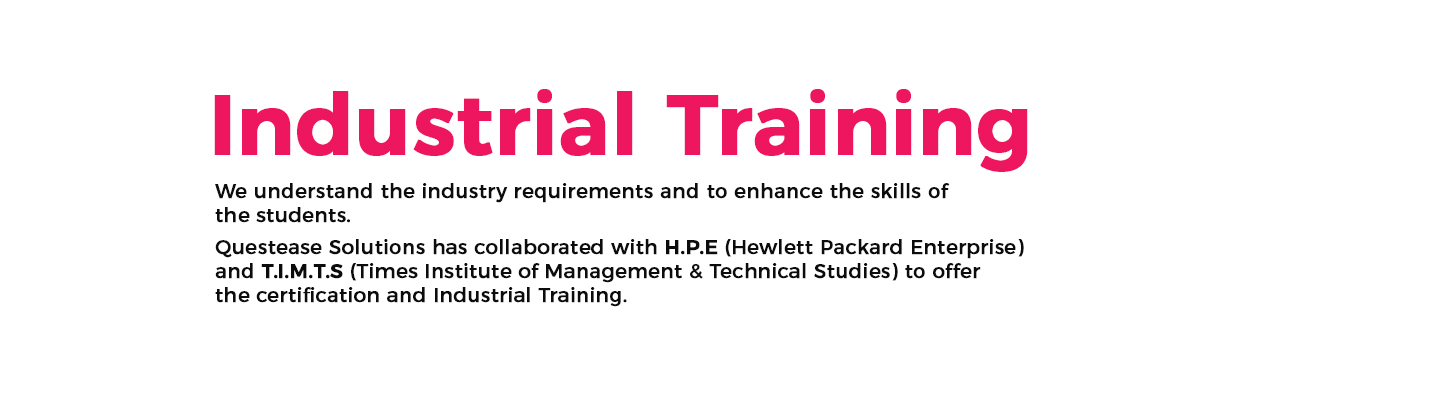 Industrial Training
We understand the industry requirements and to enhance the skills of
the students.
Questease Solutions has collaborated with H.P.E (Hewlett Packard Enterprise)
and T.I.M.T.S (Times Institute of Management & Technical Studies) to offer
the certification and Industrial Training.